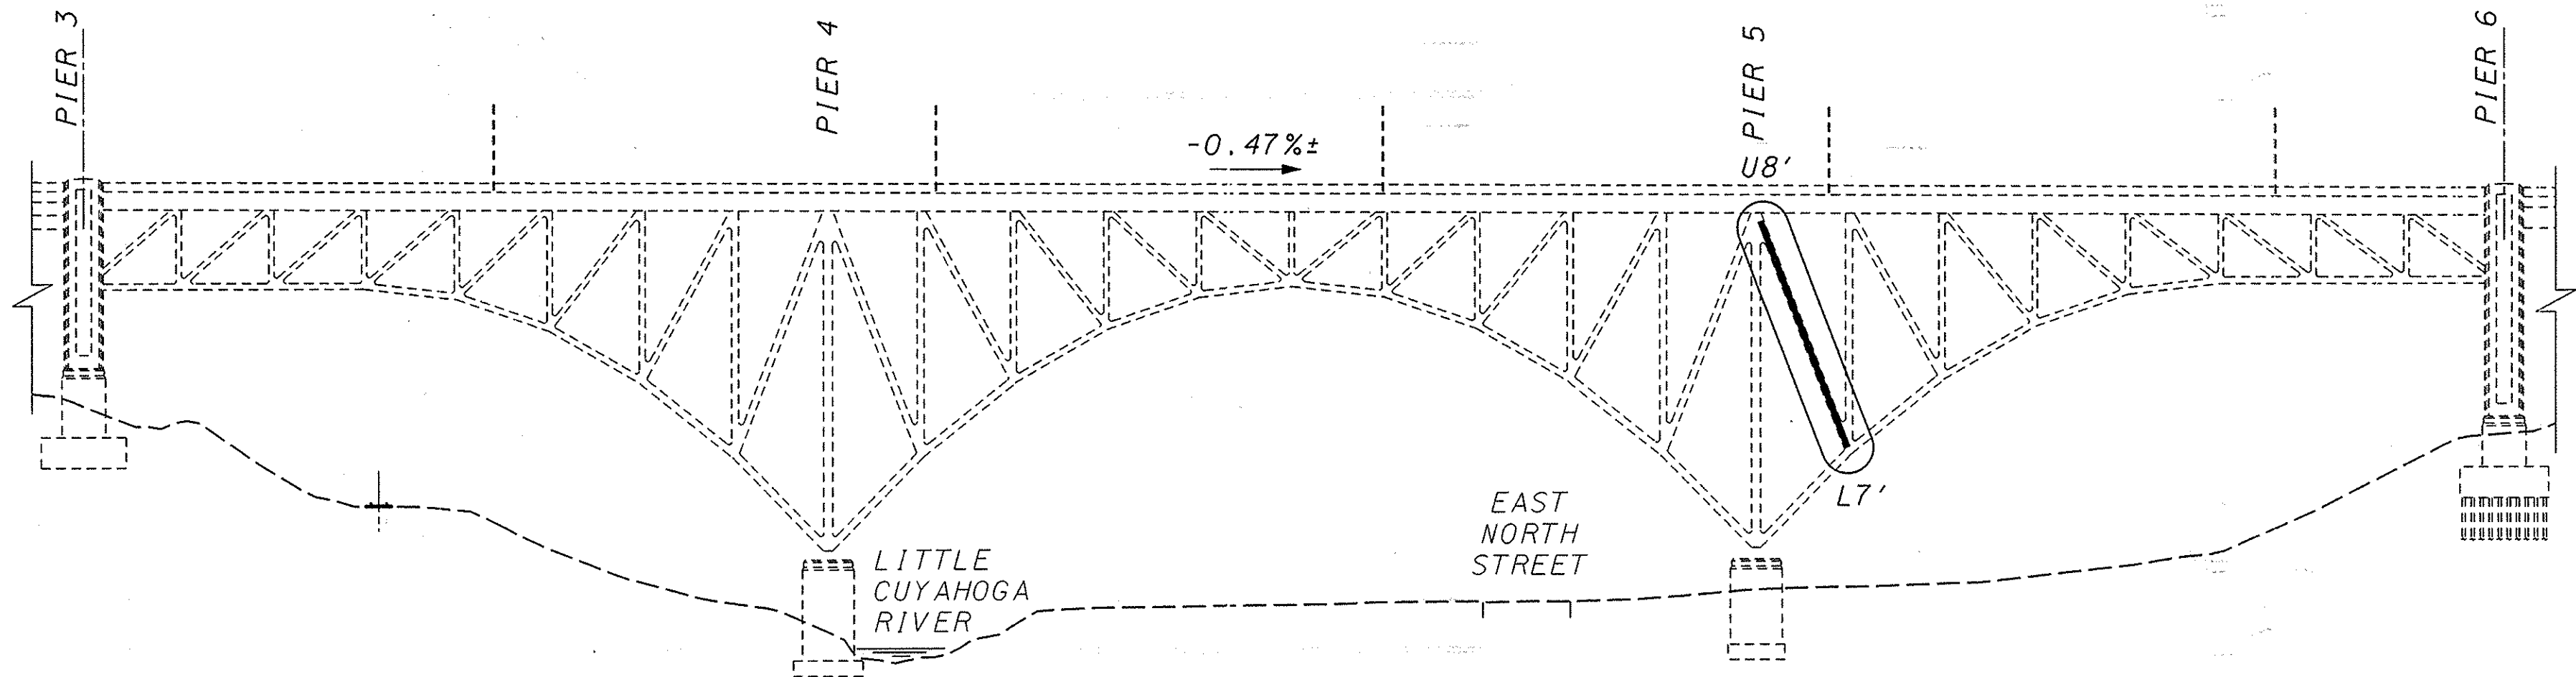 PIER 3
PIER 4
PIER 5
PIER 6
-0.47%±
U8'
L7'
EAST
NORTH
STREET
LITTLE
CUYAHOGA
RIVER